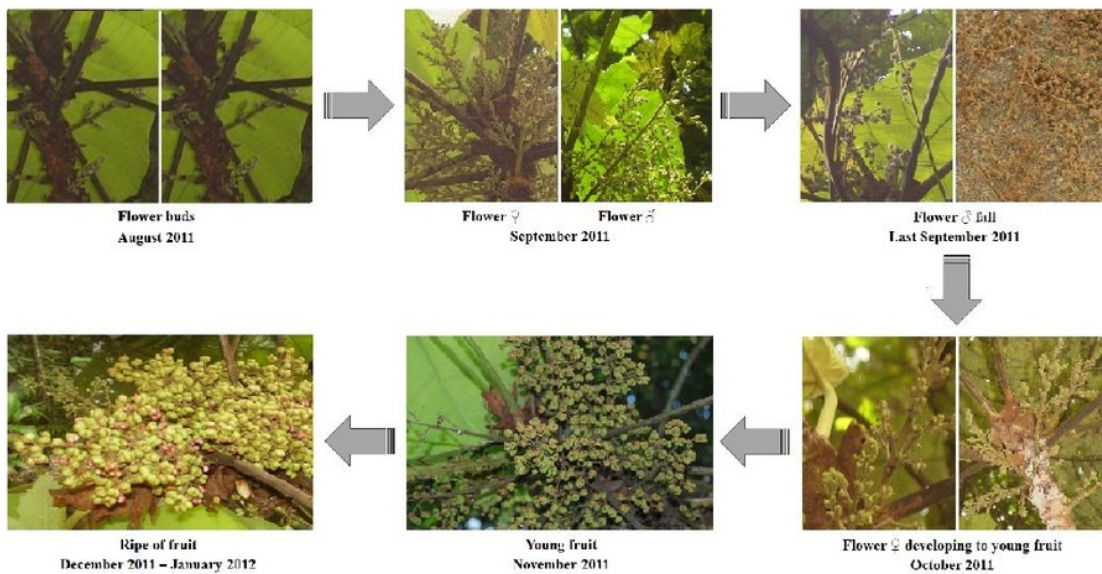 Flower buds
August 2011
Flower ♀
Flower ♂
September 2011
Flower ♂ fall
Last September 2011
Flower ♀ developing to young fruit
October 2011
Young fruit
November 2011
Ripe of fruit
December 2011 – January 2012